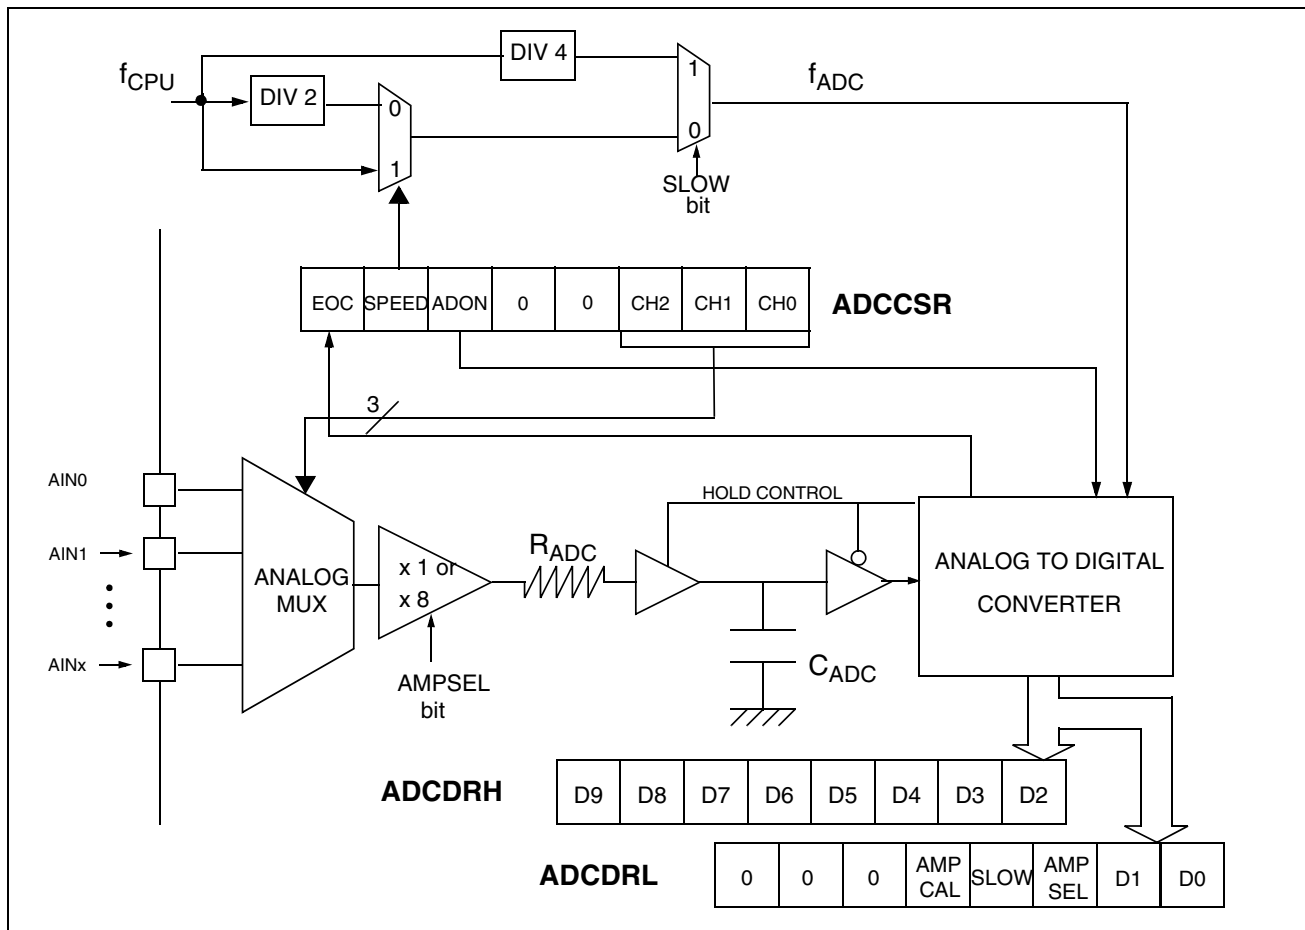 DIV 4
fCPU
DIV 2
0
1
1
0
fADC
SLOW
bit
EOC SPEED ADON 0 0 CH2 CH1 CH0
ADCCSR
3
AIN0
AIN1
AINx
ANALOG
MUX
x 1 or
x 8
AMPSEL
bit
RADC
HOLD CONTROL
CADC
ANALOG TO DIGITAL
CONVERTER
ADCDRH
D9 D8 D7 D6 D5 D4 D3 D2
ADCDRL
0 0 0 AMP CAL SLOW AMP SEL D1 D0